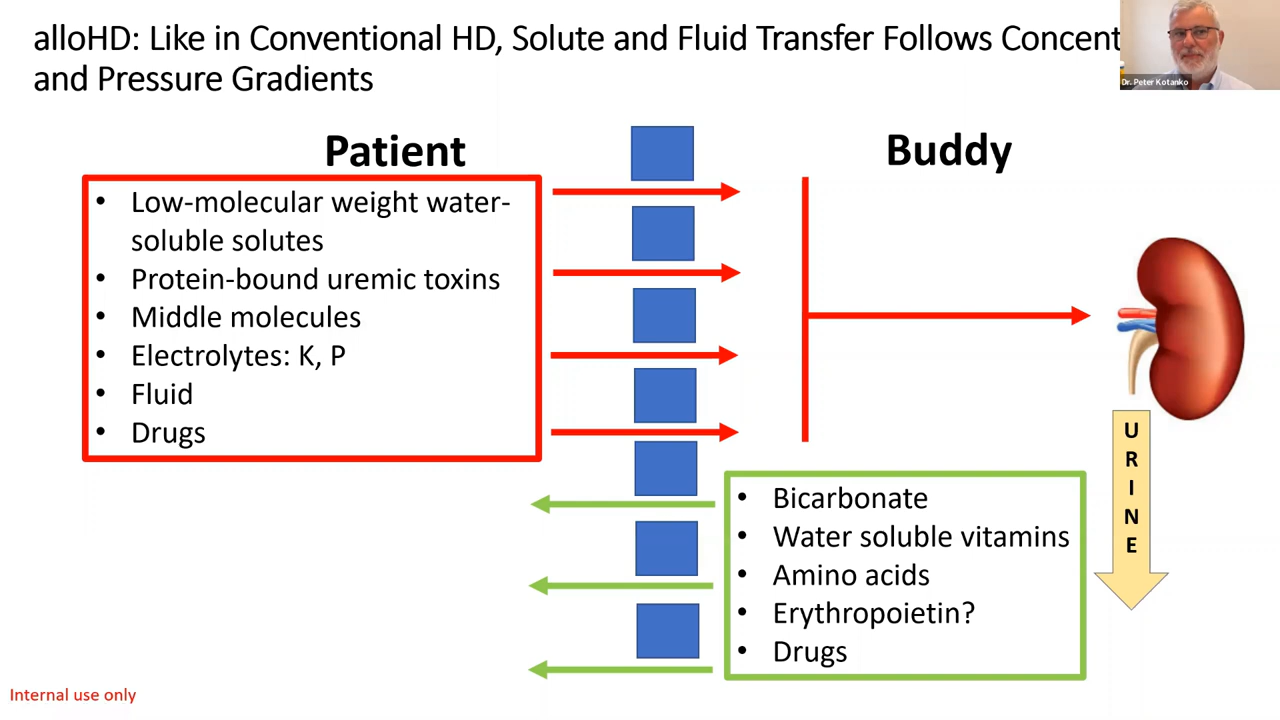 alloHD: Like in Conventional HD, Solute and Fluid Transfer Follows Concent
and Pressure Gradients
Dr. Peter Kotanko
Patient
Buddy
• Low-molecular weight water-
soluble solutes
• Protein-bound uremic toxins
• Middle molecules
• Electrolytes: K, P
• Fluid
• Drugs
URINE
• Bicarbonate
• Water soluble vitamins
• Amino acids
• Erythropoietin?
• Drugs
Internal use only